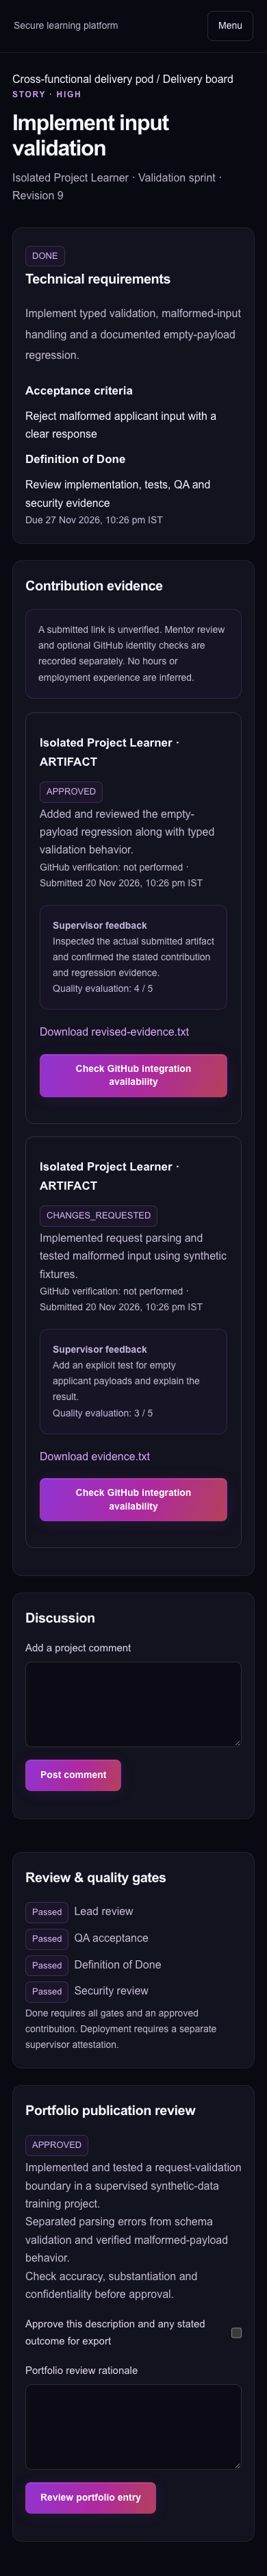 Secure learning platform
Menu
Cross-functional delivery pod / Delivery board
STORY · HIGH
Implement input
validation
Isolated Project Learner · Validation sprint ·
Revision 9
DONE
Technical requirements
Implement typed validation, malformed-input
handling and a documented empty-payload
regression.
Acceptance criteria
Reject malformed applicant input with a
clear response
Definition of Done
Review implementation, tests, QA and
security evidence
Due 27 Nov 2026, 10:26 pm IST
Contribution evidence
A submitted link is unverified. Mentor review
and optional GitHub identity checks are
recorded separately. No hours or
employment experience are inferred.
Isolated Project Learner ·
ARTIFACT
APPROVED
Added and reviewed the empty-
payload regression along with typed
validation behavior.
GitHub verification: not performed ·
Submitted 20 Nov 2026, 10:26 pm IST
Supervisor feedback
Inspected the actual submitted artifact
and confirmed the stated contribution
and regression evidence.
Quality evaluation: 4 / 5
Download revised-evidence.txt
Check GitHub integration
availability
Isolated Project Learner ·
ARTIFACT
CHANGES_REQUESTED
Implemented request parsing and
tested malformed input using synthetic
fixtures.
GitHub verification: not performed ·
Submitted 20 Nov 2026, 10:26 pm IST
Supervisor feedback
Add an explicit test for empty
applicant payloads and explain the
result.
Quality evaluation: 3 / 5
Download evidence.txt
Check GitHub integration
availability
Discussion
Add a project comment
Post comment
Review & quality gates
Passed Lead review
Passed QA acceptance
Passed Definition of Done
Passed Security review
Done requires all gates and an approved
contribution. Deployment requires a separate
supervisor attestation.
Portfolio publication review
APPROVED
Implemented and tested a request-validation
boundary in a supervised synthetic-data
training project.
Separated parsing errors from schema
validation and verified malformed-payload
behavior.
Check accuracy, substantiation and
confidentiality before approval.
Approve this description and any stated
outcome for export
Portfolio review rationale
Review portfolio entry